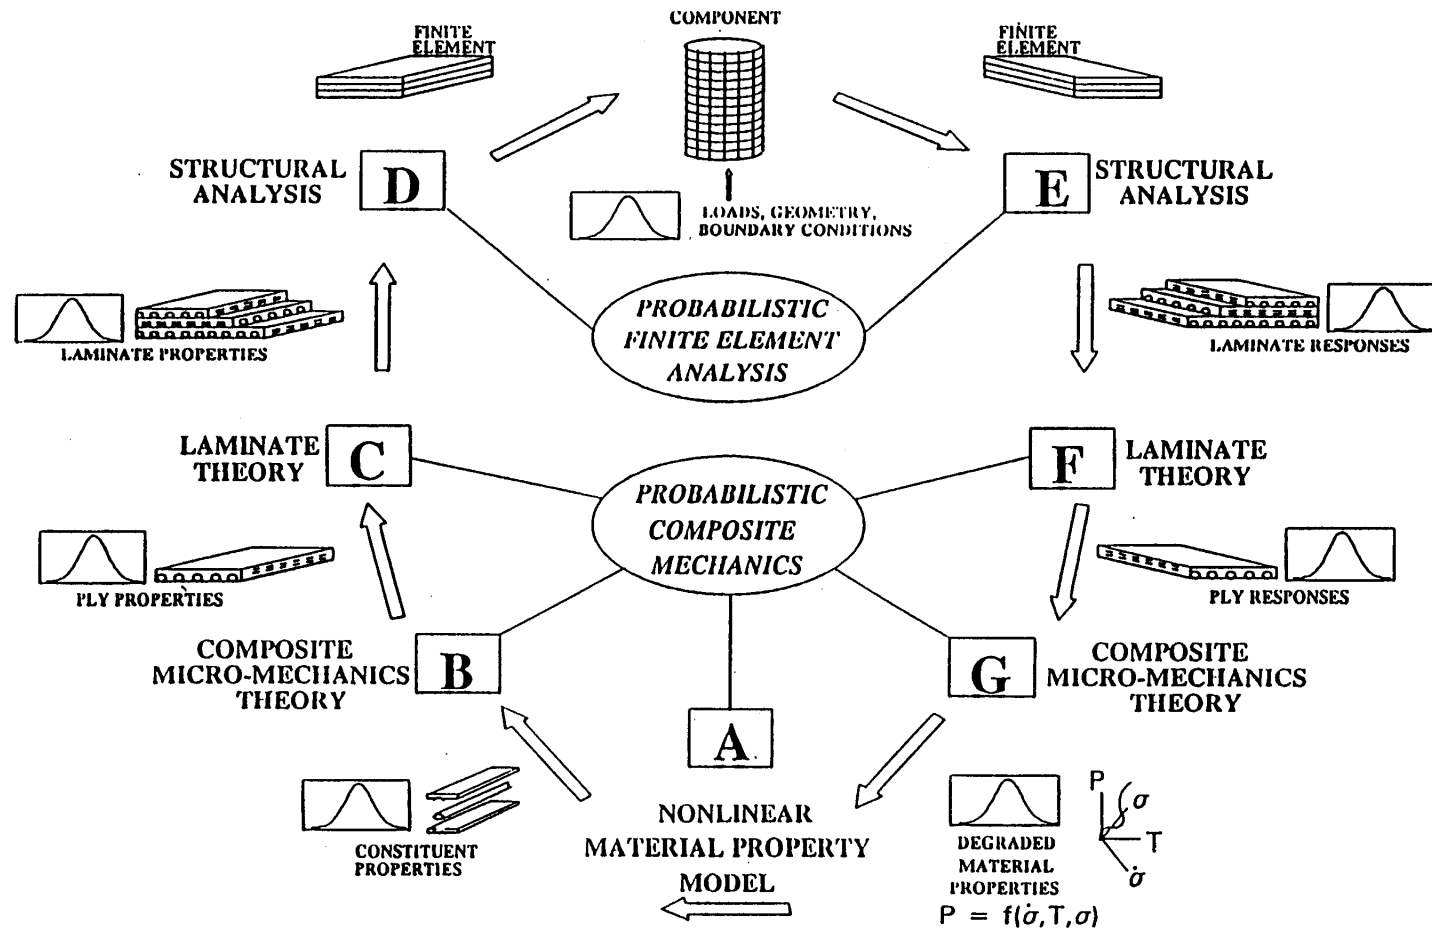 COMPONENT
FINITE
ELEMENT
FINITE
ELEMENT
STRUCTURAL
ANALYSIS
D
E
STRUCTURAL
ANALYSIS
LOADS, GEOMETRY,
BOUNDARY CONDITIONS
LAMINATE PROPERTIES
PROBABILISTIC
FINITE ELEMENT
ANALYSIS
LAMINATE RESPONSES
LAMINATE
THEORY
C
PROBABILISTIC
COMPOSITE
MECHANICS
F
LAMINATE
THEORY
PLY PROPERTIES
PLY RESPONSES
COMPOSITE
MICRO-MECHANICS
THEORY
B
A
G
COMPOSITE
MICRO-MECHANICS
THEORY
CONSTITUENT
PROPERTIES
NONLINEAR
MATERIAL PROPERTY
MODEL
DEGRADED
MATERIAL
PROPERTIES
P
σ
T
σ̇
P = f(σ̇,T,σ)